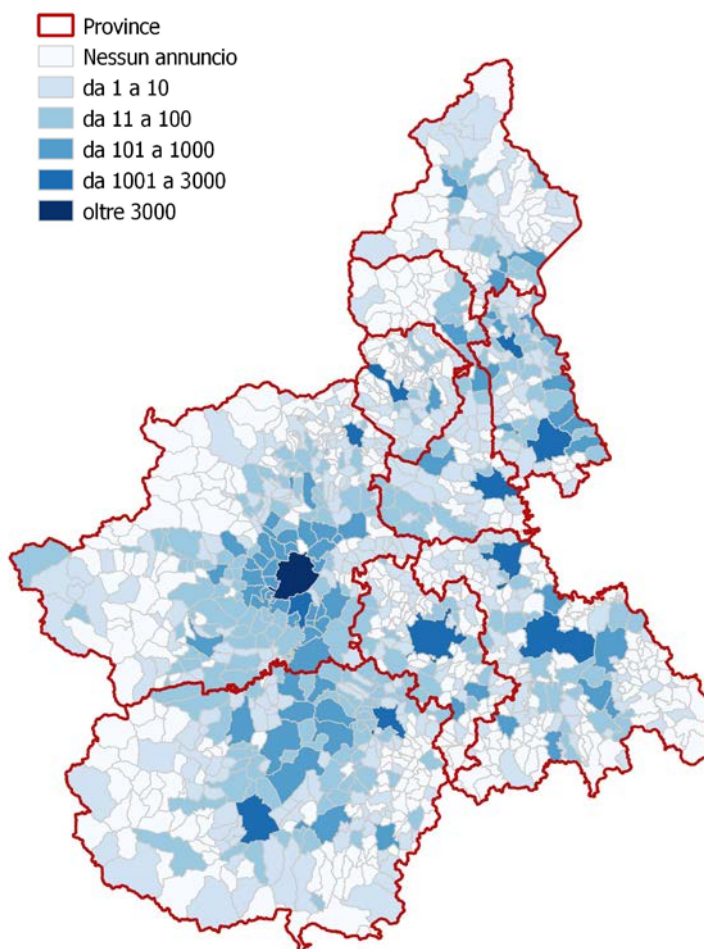 Province
Nessun annuncio
da 1 a 10
da 11 a 100
da 101 a 1000
da 1001 a 3000
oltre 3000